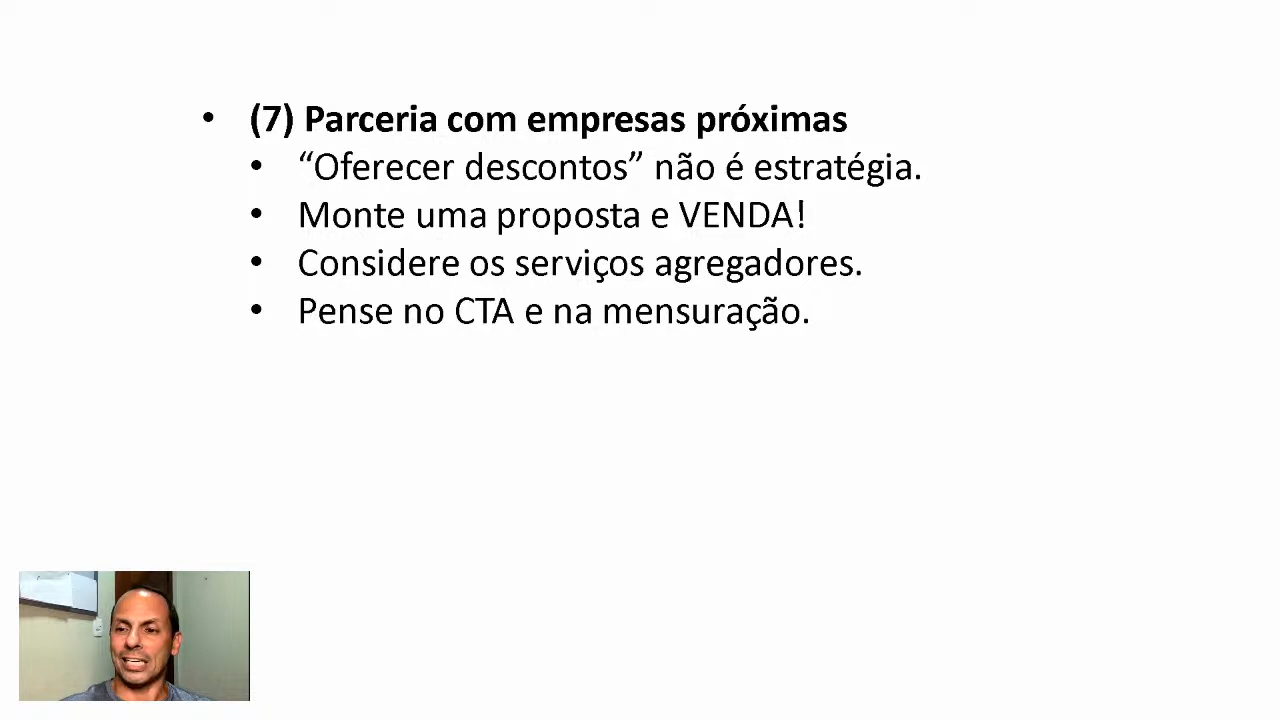 • (7) Parceria com empresas próximas
• “Oferecer descontos” não é estratégia.
• Monte uma proposta e VENDA!
• Considere os serviços agregadores.
• Pense no CTA e na mensuração.